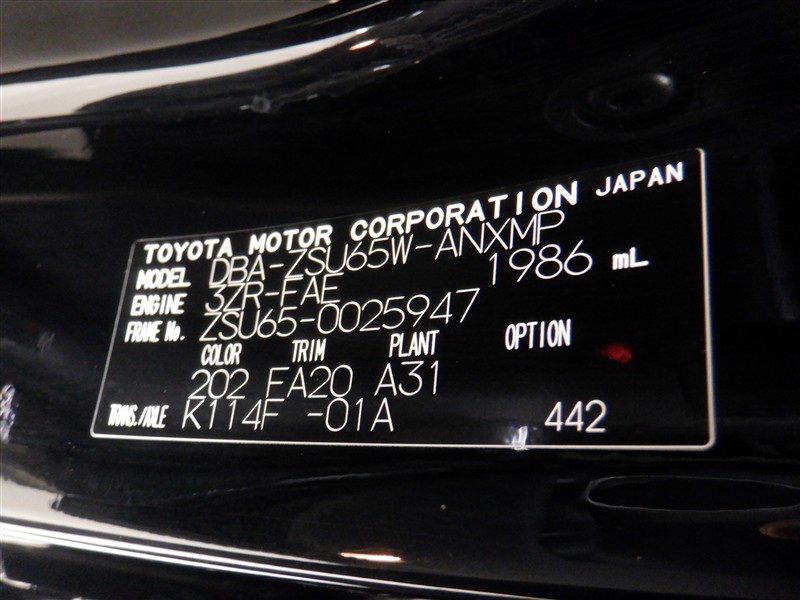 TOYOTA MOTOR CORPORATION JAPAN
MODEL DBA-ZSU65W-ANXMP
ENGINE 3ZR-FAE 1986 mL
FRAME No. ZSU65-0025947
COLOR TRIM PLANT OPTION
202 FA20 A31
TRANS./AXLE K114F -01A 442